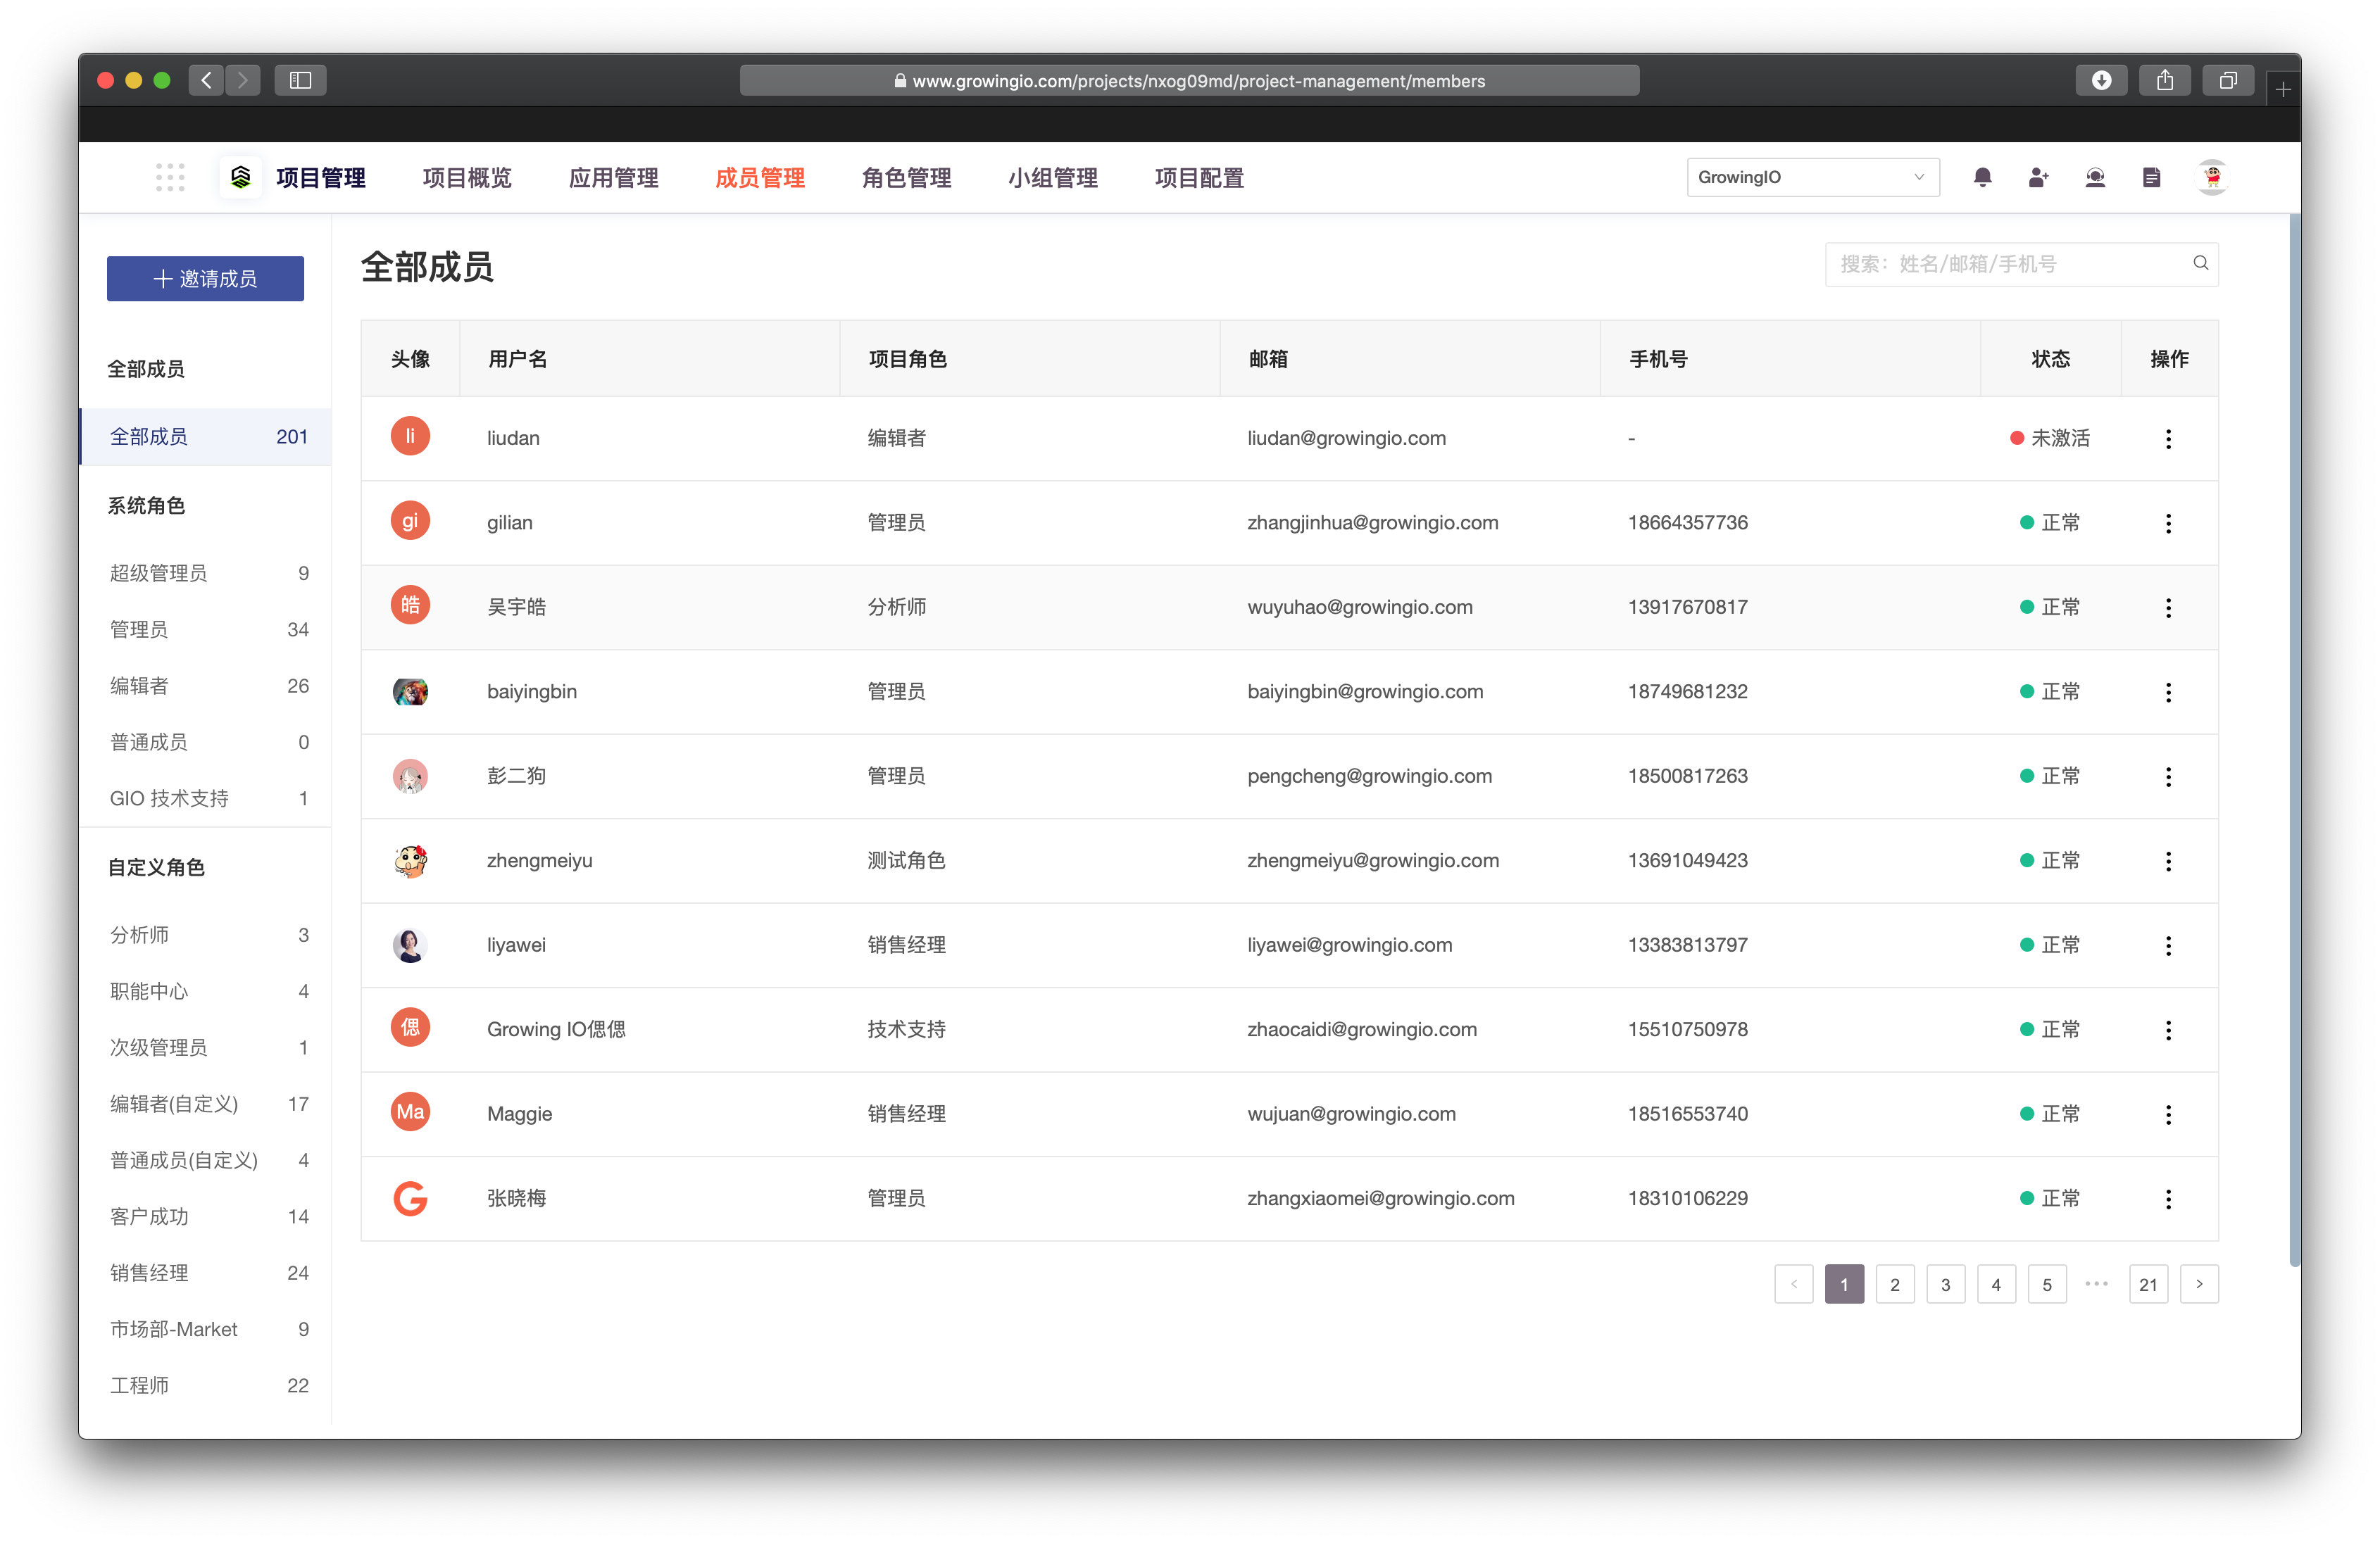 www.growingio.com/projects/nxog09md/project-management/members
项目管理 项目概览 应用管理 成员管理 角色管理 小组管理 项目配置 GrowingIO
邀请成员
全部成员
全部成员 201
系统角色
超级管理员 9
管理员 34
编辑者 26
普通成员 0
GIO 技术支持 1
自定义角色
分析师 3
职能中心 4
次级管理员 1
编辑者(自定义) 17
普通成员(自定义) 4
客户成功 14
销售经理 24
市场部-Market 9
工程师 22
全部成员
搜索：姓名/邮箱/手机号
头像 用户名 项目角色 邮箱 手机号 状态 操作
li liudan 编辑者 liudan@growingio.com - 未激活
gi gilian 管理员 zhangjinhua@growingio.com 18664357736 正常
皓 吴宇皓 分析师 wuyuhao@growingio.com 13917670817 正常
baiyingbin 管理员 baiyingbin@growingio.com 18749681232 正常
彭二狗 管理员 pengcheng@growingio.com 18500817263 正常
zhengmeiyu 测试角色 zhengmeiyu@growingio.com 13691049423 正常
liyawei 销售经理 liyawei@growingio.com 13383813797 正常
偲 Growing IO偲偲 技术支持 zhaocaidi@growingio.com 15510750978 正常
Ma Maggie 销售经理 wujuan@growingio.com 18516553740 正常
G 张晓梅 管理员 zhangxiaomei@growingio.com 18310106229 正常
< 1 2 3 4 5 ••• 21 >